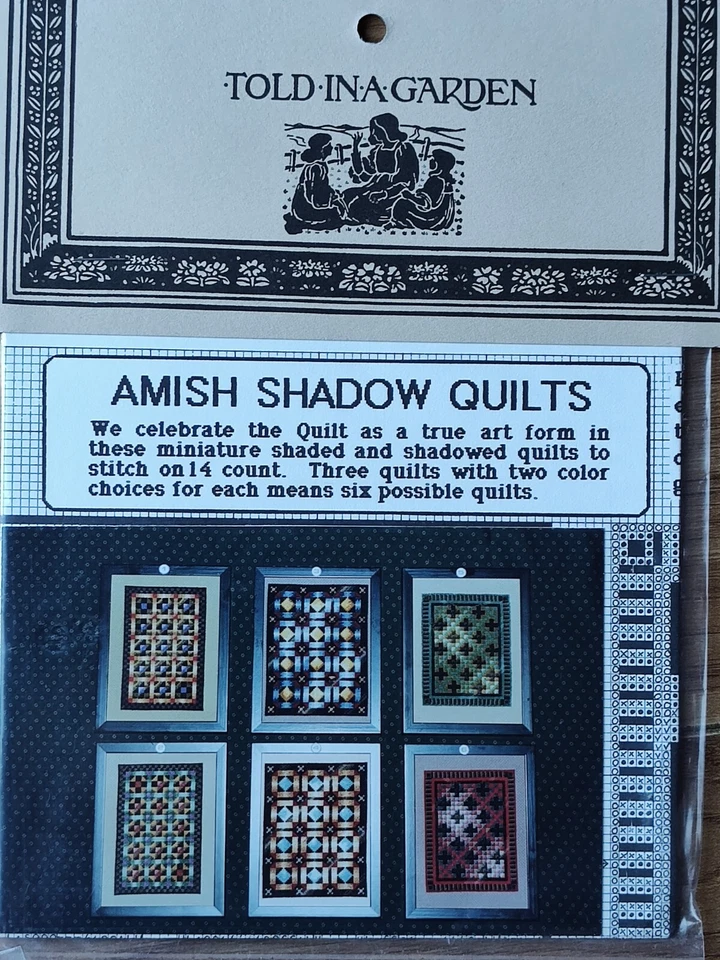 ·TOLD·IN·A·GARDEN
AMISH SHADOW QUILTS
We celebrate the Quilt as a true art form in
these miniature shaded and shadowed quilts to
stitch on 14 count. Three quilts with two color
choices for each means six possible quilts.